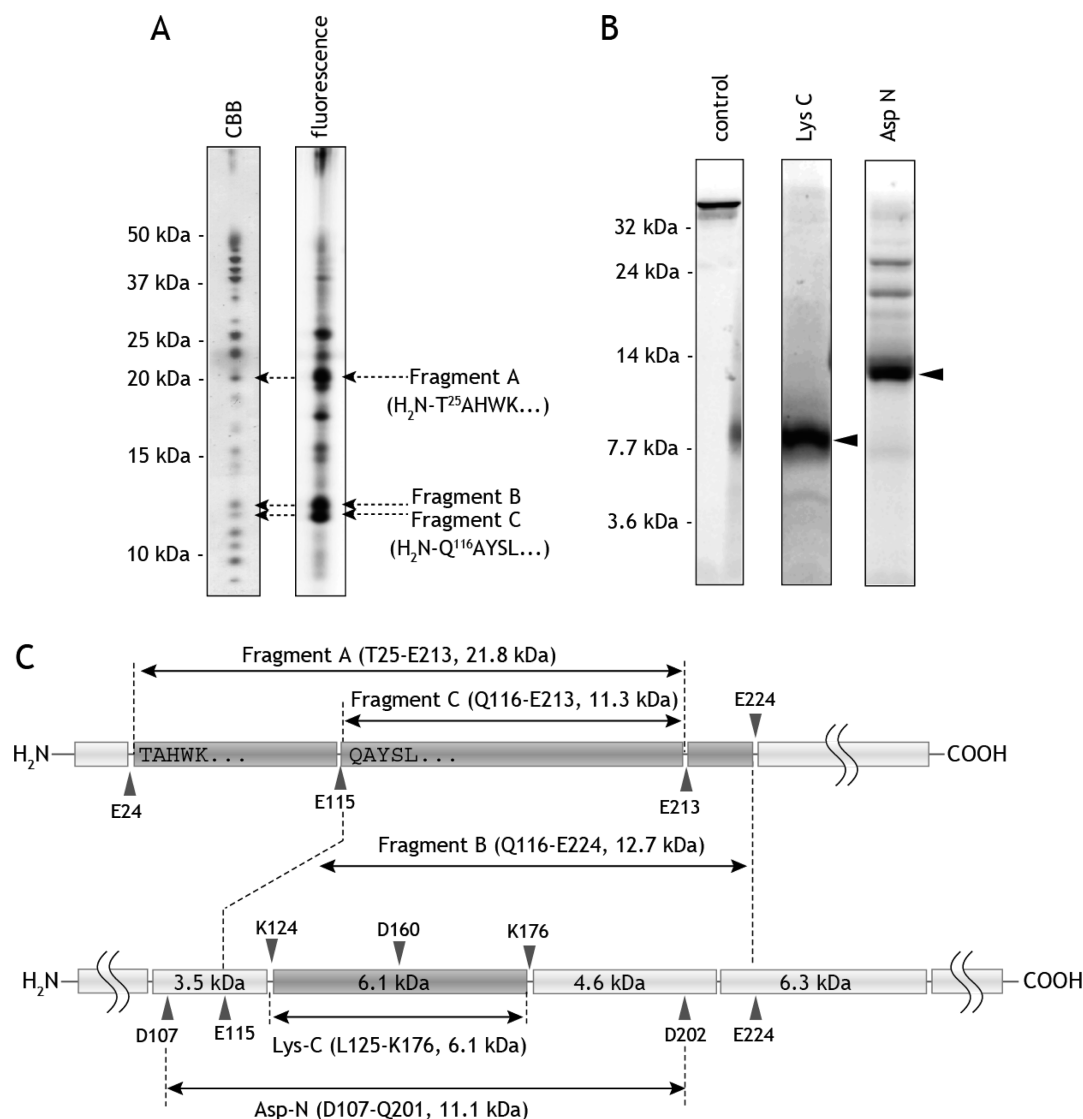 A
B
CBB
fluorescence
control
Lys C
Asp N
50 kDa -
37 kDa -
25 kDa -
20 kDa -
15 kDa -
10 kDa -
Fragment A
(H₂N-T²⁵AHWK...)
Fragment B
Fragment C
(H₂N-Q¹¹⁶AYSL...)
32 kDa -
24 kDa -
14 kDa -
7.7 kDa -
3.6 kDa -
C
Fragment A (T25-E213, 21.8 kDa)
Fragment C (Q116-E213, 11.3 kDa)
E224
H₂N
TAHWK...
QAYSL...
COOH
E24
E115
E213
Fragment B (Q116-E224, 12.7 kDa)
K124
D160
K176
H₂N
3.5 kDa
6.1 kDa
4.6 kDa
6.3 kDa
COOH
D107
E115
D202
E224
Lys-C (L125-K176, 6.1 kDa)
Asp-N (D107-Q201, 11.1 kDa)